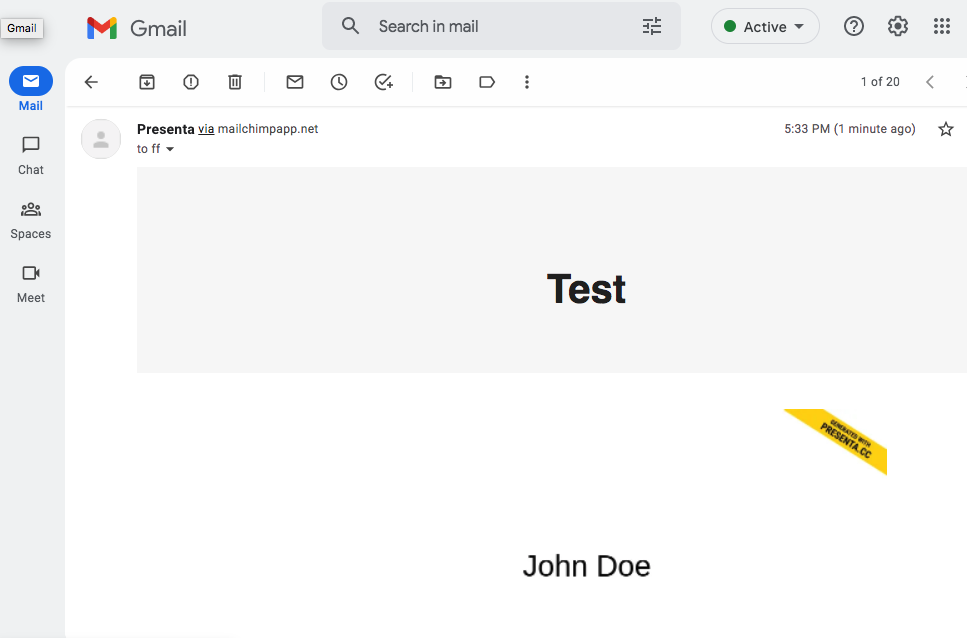 Gmail
Gmail
Search in mail
Active
Mail
1 of 20
Presenta via mailchimpapp.net
5:33 PM (1 minute ago)
to ff
Chat
Spaces
Meet
Test
GENERATED WITH
PRESENTA.CC
John Doe